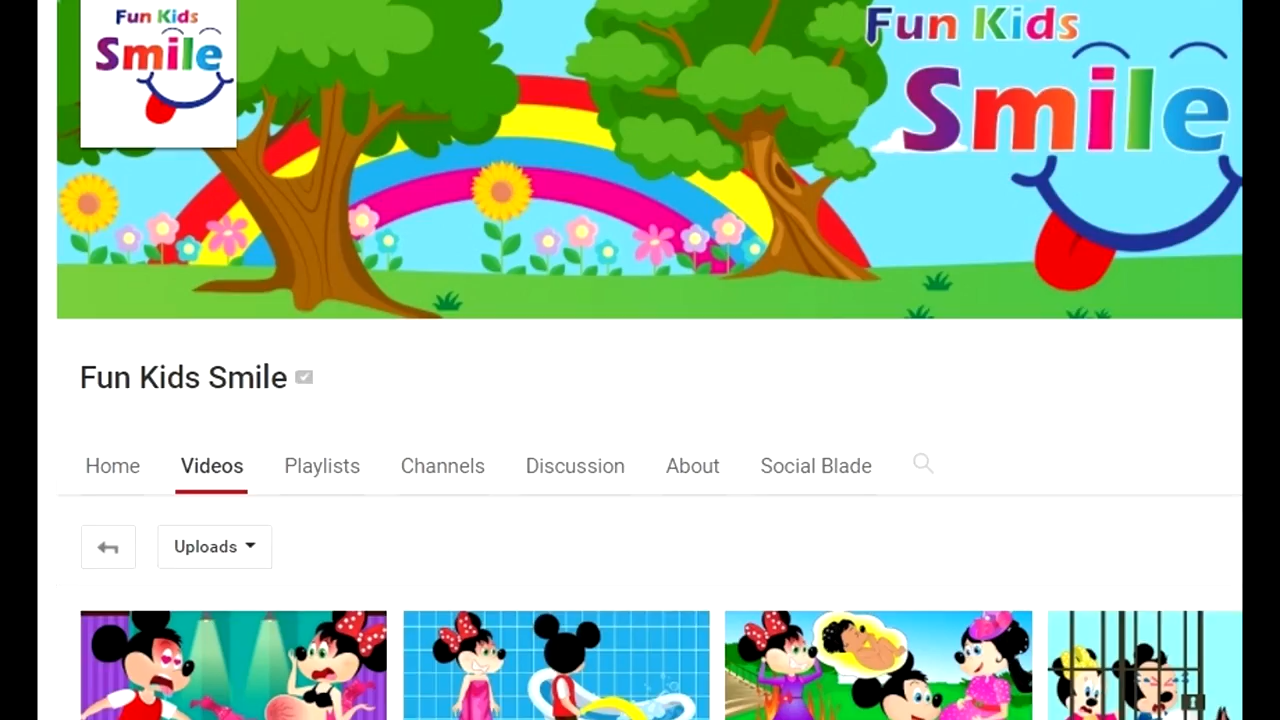 Fun Kids
Smile
Fun Kids
Smile
Fun Kids Smile
Home Videos Playlists Channels Discussion About Social Blade
Uploads